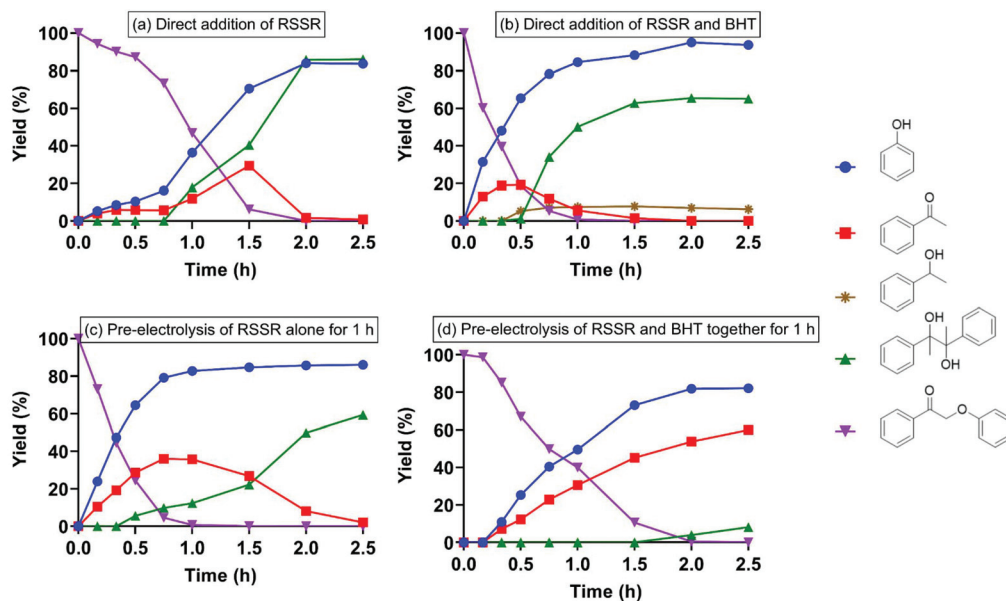 (a) Direct addition of RSSR
100
80
60
40
20
0
Yield (%)
0.0 0.5 1.0 1.5 2.0 2.5
Time (h)
(b) Direct addition of RSSR and BHT
100
80
60
40
20
0
Yield (%)
0.0 0.5 1.0 1.5 2.0 2.5
Time (h)
(c) Pre-electrolysis of RSSR alone for 1 h
100
80
60
40
20
0
Yield (%)
0.0 0.5 1.0 1.5 2.0 2.5
Time (h)
(d) Pre-electrolysis of RSSR and BHT together for 1 h
100
80
60
40
20
0
Yield (%)
0.0 0.5 1.0 1.5 2.0 2.5
Time (h)
OH
O
OH
HO
OH
O
O